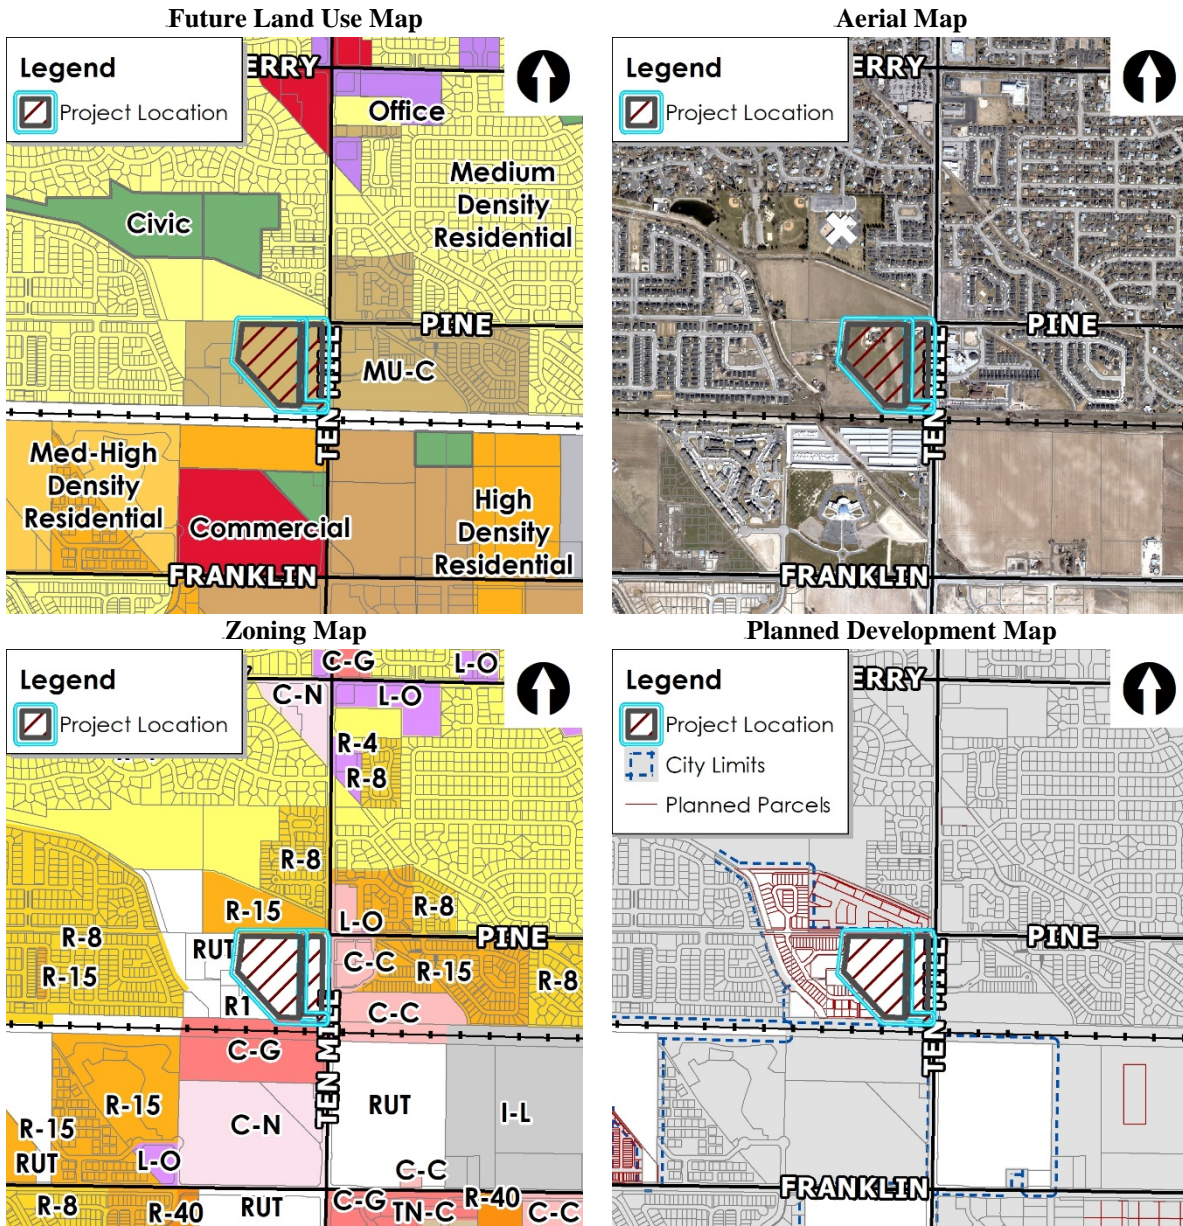 Future Land Use Map
Legend
Project Location
ERRY
Office
Medium
Density
Residential
Civic
PINE
MU-C
TEN MILE
Med-High
Density
Residential
Commercial
High
Density
Residential
FRANKLIN
Aerial Map
Legend
Project Location
ERRY
PINE
TEN MILE
FRANKLIN
Zoning Map
Legend
Project Location
C-G
L-O
C-N
L-O
R-4
R-8
R-8
R-15
L-O
R-8
PINE
R-8
RUT
C-C
R-15
R-15
R-8
R1
C-C
C-G
TEN MILE
RUT
I-L
R-15
C-N
R-15
RUT
L-O
C-C
R-8
R-40
RUT
C-G
TN-C
R-40
C-C
Planned Development Map
Legend
Project Location
City Limits
Planned Parcels
ERRY
PINE
TEN MILE
FRANKLIN